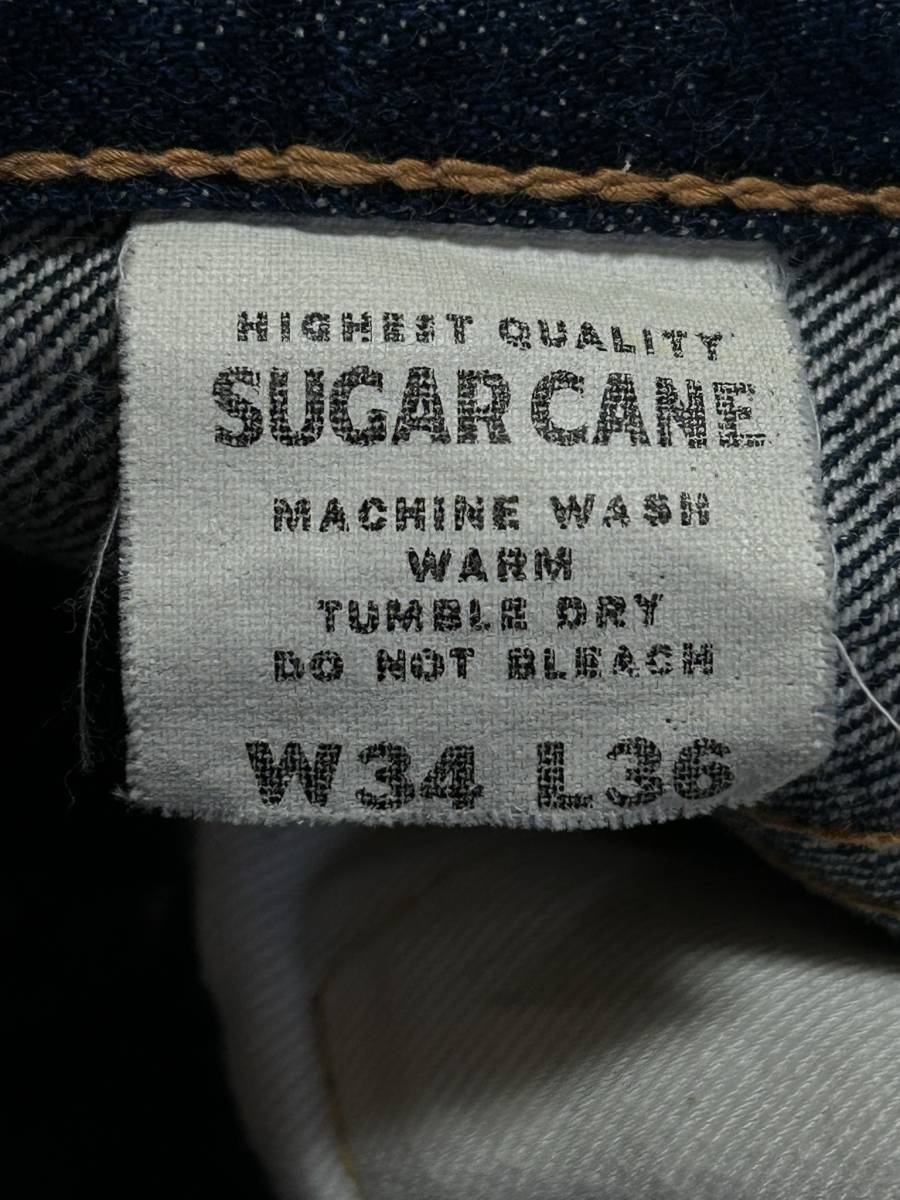 HIGHEST QUALITY
SUGAR CANE
MACHINE WASH
WARM
TUMBLE DRY
DO NOT BLEACH
W34 L36